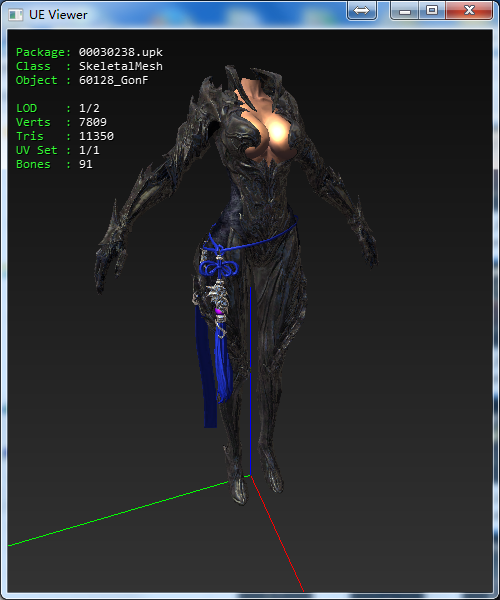 UE Viewer
Package: 00030238.upk
Class : SkeletalMesh
Object : 60128_GonF
LOD : 1/2
Verts : 7809
Tris : 11350
UV Set : 1/1
Bones : 91